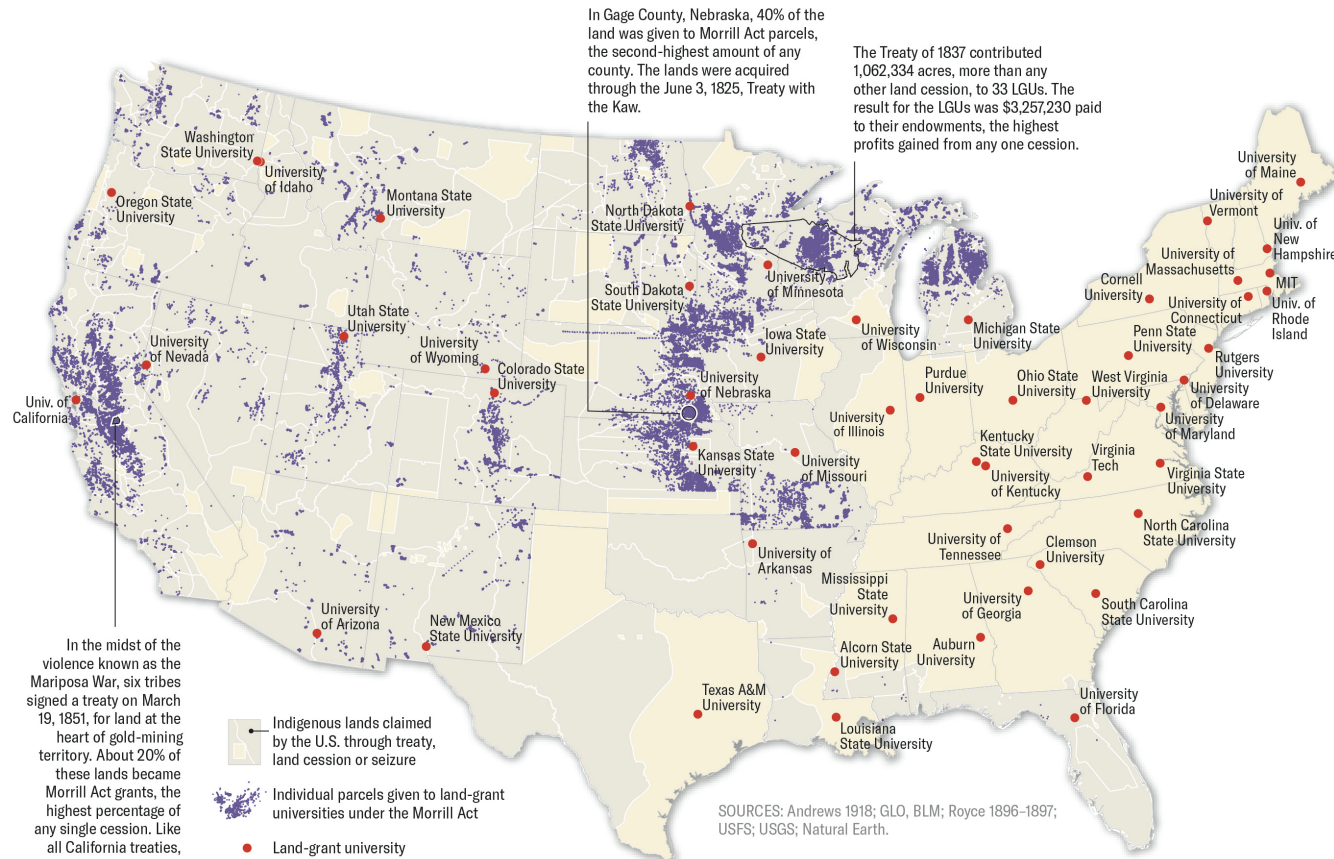 In Gage County, Nebraska, 40% of the
land was given to Morrill Act parcels,
the second-highest amount of any
county. The lands were acquired
through the June 3, 1825, Treaty with
the Kaw.
The Treaty of 1837 contributed
1,062,334 acres, more than any
other land cession, to 33 LGUs. The
result for the LGUs was $3,257,230 paid
to their endowments, the highest
profits gained from any one cession.
Washington
State University
University
of Idaho
Oregon State
University
Montana State
University
North Dakota
State University
University
of Minnesota
South Dakota
State University
University
of Maine
University of
Vermont
Univ. of
New
Hampshire
University of
Massachusetts
MIT
Cornell
University
University of
Connecticut
Univ. of
Rhode
Island
Utah State
University
University
of Nevada
University
of Wyoming
Colorado State
University
Iowa State
University
University
of Wisconsin
Michigan State
University
Penn State
University
Rutgers
University
Univ. of
California
University
of Nebraska
Purdue
University
Ohio State
University
West Virginia
University
University
of Delaware
University
of Maryland
University
of Illinois
Kansas State
University
University
of Missouri
Kentucky
State University
University
of Kentucky
Virginia
Tech
Virginia State
University
North Carolina
State University
University of
Arkansas
University of
Tennessee
Clemson
University
Mississippi
State
University
University
of Georgia
South Carolina
State University
University
of Arizona
New Mexico
State University
Alcorn State
University
Auburn
University
Texas A&M
University
Louisiana
State University
University
of Florida
In the midst of the
violence known as the
Mariposa War, six tribes
signed a treaty on March
19, 1851, for land at the
heart of gold-mining
territory. About 20% of
these lands became
Morrill Act grants, the
highest percentage of
any single cession. Like
all California treaties,
Indigenous lands claimed
by the U.S. through treaty,
land cession or seizure
Individual parcels given to land-grant
universities under the Morrill Act
Land-grant university
SOURCES: Andrews 1918; GLO, BLM; Royce 1896–1897;
USFS; USGS; Natural Earth.